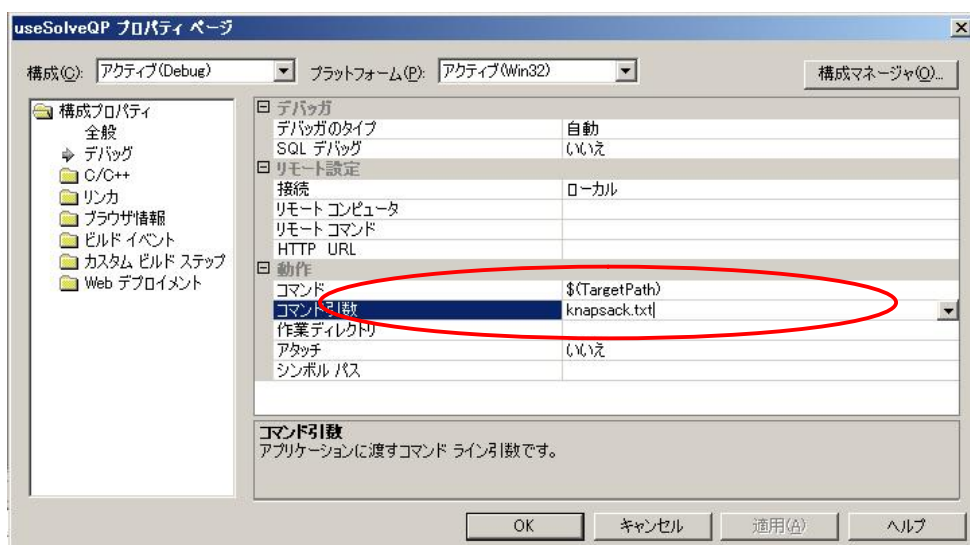 useSolveQP プロパティ ページ
構成(C): アクティブ(Debug) プラットフォーム(P): アクティブ(Win32) 構成マネージャ(O)...
構成プロパティ
全般
デバッグ
C/C++
リンカ
ブラウザ情報
ビルド イベント
カスタム ビルド ステップ
Web デプロイメント
デバッガ
デバッガのタイプ 自動
SQL デバッグ いいえ
リモート設定
接続 ローカル
リモート コンピュータ
リモート コマンド
HTTP URL
動作
コマンド $(TargetPath)
コマンド引数 knapsack.txt
作業ディレクトリ
アタッチ いいえ
シンボル パス
コマンド引数
アプリケーションに渡すコマンド ライン引数です。
OK キャンセル 適用(A) ヘルプ